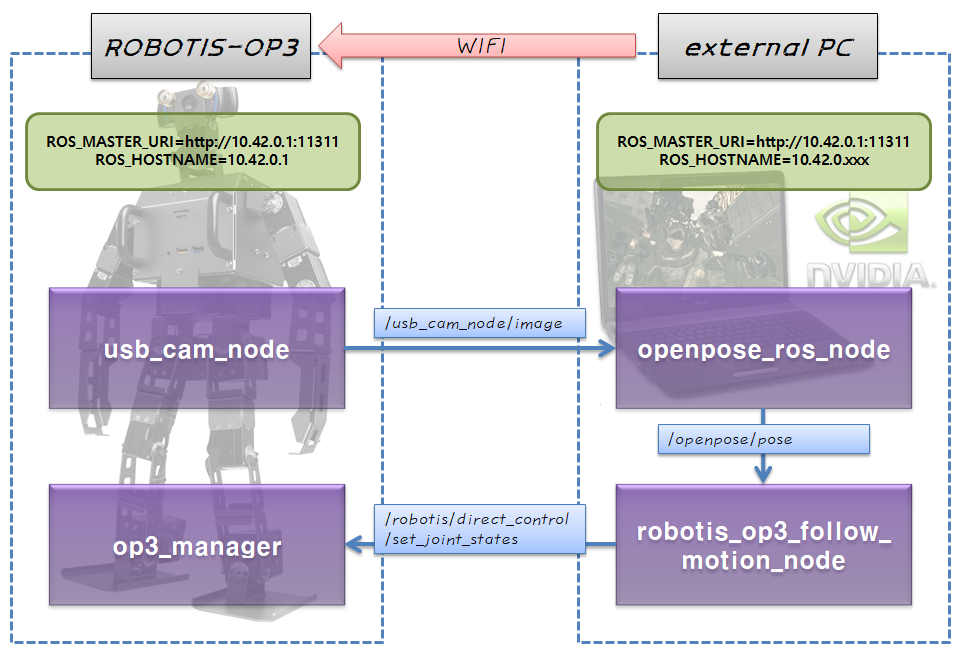 ROBOTIS-OP3
WIFI
external PC
ROS_MASTER_URI=http://10.42.0.1:11311
ROS_HOSTNAME=10.42.0.1
ROS_MASTER_URI=http://10.42.0.1:11311
ROS_HOSTNAME=10.42.0.xxx
NVIDIA.
usb_cam_node
/usb_cam_node/image
openpose_ros_node
/openpose/pose
op3_manager
/robotis/direct_control
/set_joint_states
robotis_op3_follow_
motion_node